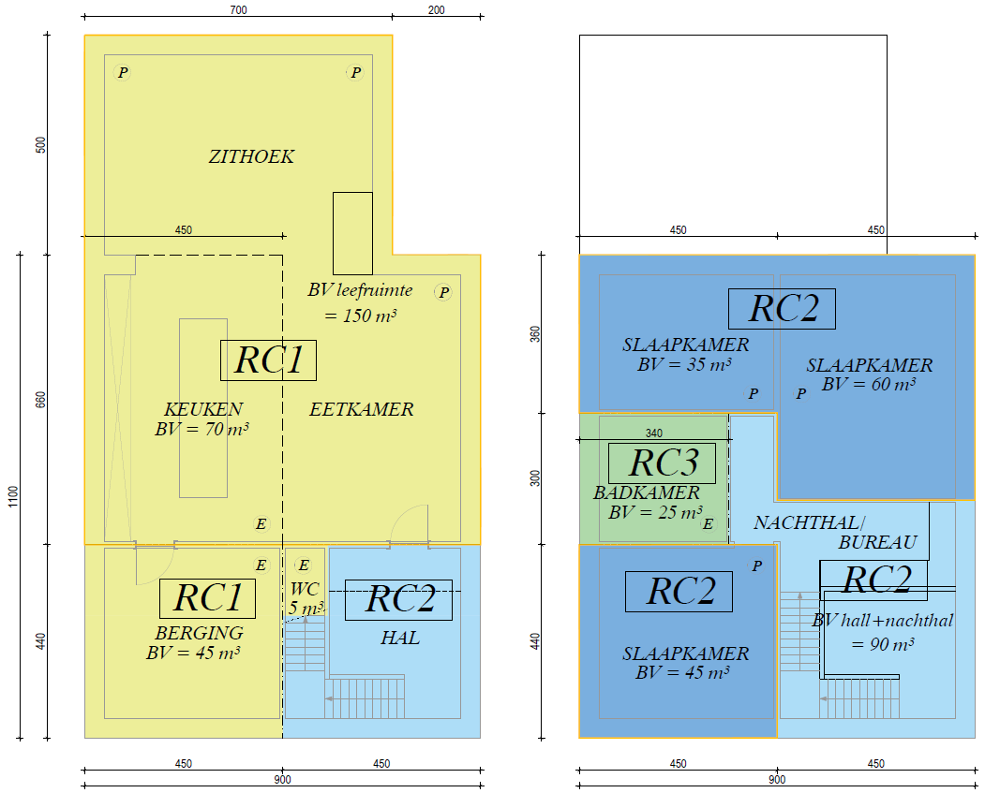 700
200
500
P
P
ZITHOEK
450
BV leefruimte
= 150 m³
P
RC1
KEUKEN
BV = 70 m³
EETKAMER
660
1100
E
E
E
RC1
BERGING
BV = 45 m³
WC
5 m³
RC2
HAL
440
450
450
900
450
450
360
RC2
SLAAPKAMER
BV = 35 m³
SLAAPKAMER
BV = 60 m³
P
P
340
RC3
BADKAMER
BV = 25 m³
E
300
NACHTHAL/
BUREAU
P
RC2
RC2
SLAAPKAMER
BV = 45 m³
BV hall+nachthal
= 90 m³
440
450
450
900